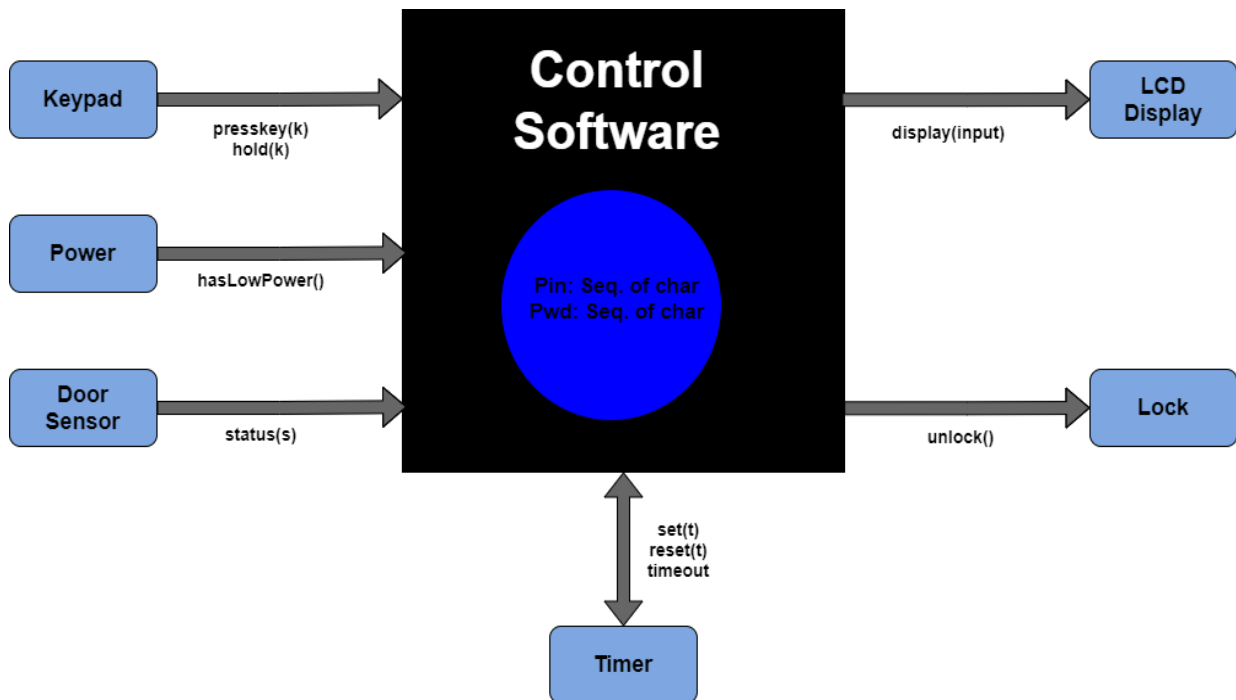 Control
Software
Keypad
presskey(k)
hold(k)
LCD
Display
display(input)
Power
hasLowPower()
Pin: Seq. of char
Pwd: Seq. of char
Door
Sensor
status(s)
Lock
unlock()
set(t)
reset(t)
timeout
Timer